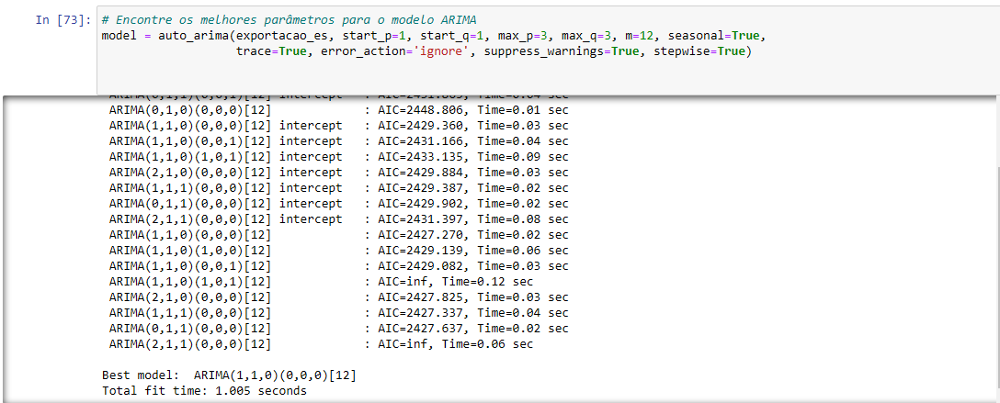 In [73]: # Encontre os melhores parâmetros para o modelo ARIMA
model = auto_arima(exportacao_es, start_p=1, start_q=1, max_p=3, max_q=3, m=12, seasonal=True,
trace=True, error_action='ignore', suppress_warnings=True, stepwise=True)
ARIMA(0,1,1)(0,0,1)[12] intercept : Time=0.04 sec
ARIMA(0,1,0)(0,0,0)[12] : AIC=2448.806, Time=0.01 sec
ARIMA(1,1,0)(0,0,0)[12] intercept : AIC=2429.360, Time=0.03 sec
ARIMA(1,1,0)(0,0,1)[12] intercept : AIC=2431.166, Time=0.04 sec
ARIMA(1,1,0)(1,0,1)[12] intercept : AIC=2433.135, Time=0.09 sec
ARIMA(2,1,0)(0,0,0)[12] intercept : AIC=2429.884, Time=0.03 sec
ARIMA(1,1,1)(0,0,0)[12] intercept : AIC=2429.387, Time=0.02 sec
ARIMA(0,1,1)(0,0,0)[12] intercept : AIC=2429.902, Time=0.02 sec
ARIMA(2,1,1)(0,0,0)[12] intercept : AIC=2431.397, Time=0.08 sec
ARIMA(1,1,0)(0,0,0)[12] : AIC=2427.270, Time=0.02 sec
ARIMA(1,1,0)(1,0,0)[12] : AIC=2429.139, Time=0.06 sec
ARIMA(1,1,0)(0,0,1)[12] : AIC=2429.082, Time=0.03 sec
ARIMA(1,1,0)(1,0,1)[12] : AIC=inf, Time=0.12 sec
ARIMA(2,1,0)(0,0,0)[12] : AIC=2427.825, Time=0.03 sec
ARIMA(1,1,1)(0,0,0)[12] : AIC=2427.337, Time=0.04 sec
ARIMA(0,1,1)(0,0,0)[12] : AIC=2427.637, Time=0.02 sec
ARIMA(2,1,1)(0,0,0)[12] : AIC=inf, Time=0.06 sec
Best model: ARIMA(1,1,0)(0,0,0)[12]
Total fit time: 1.005 seconds